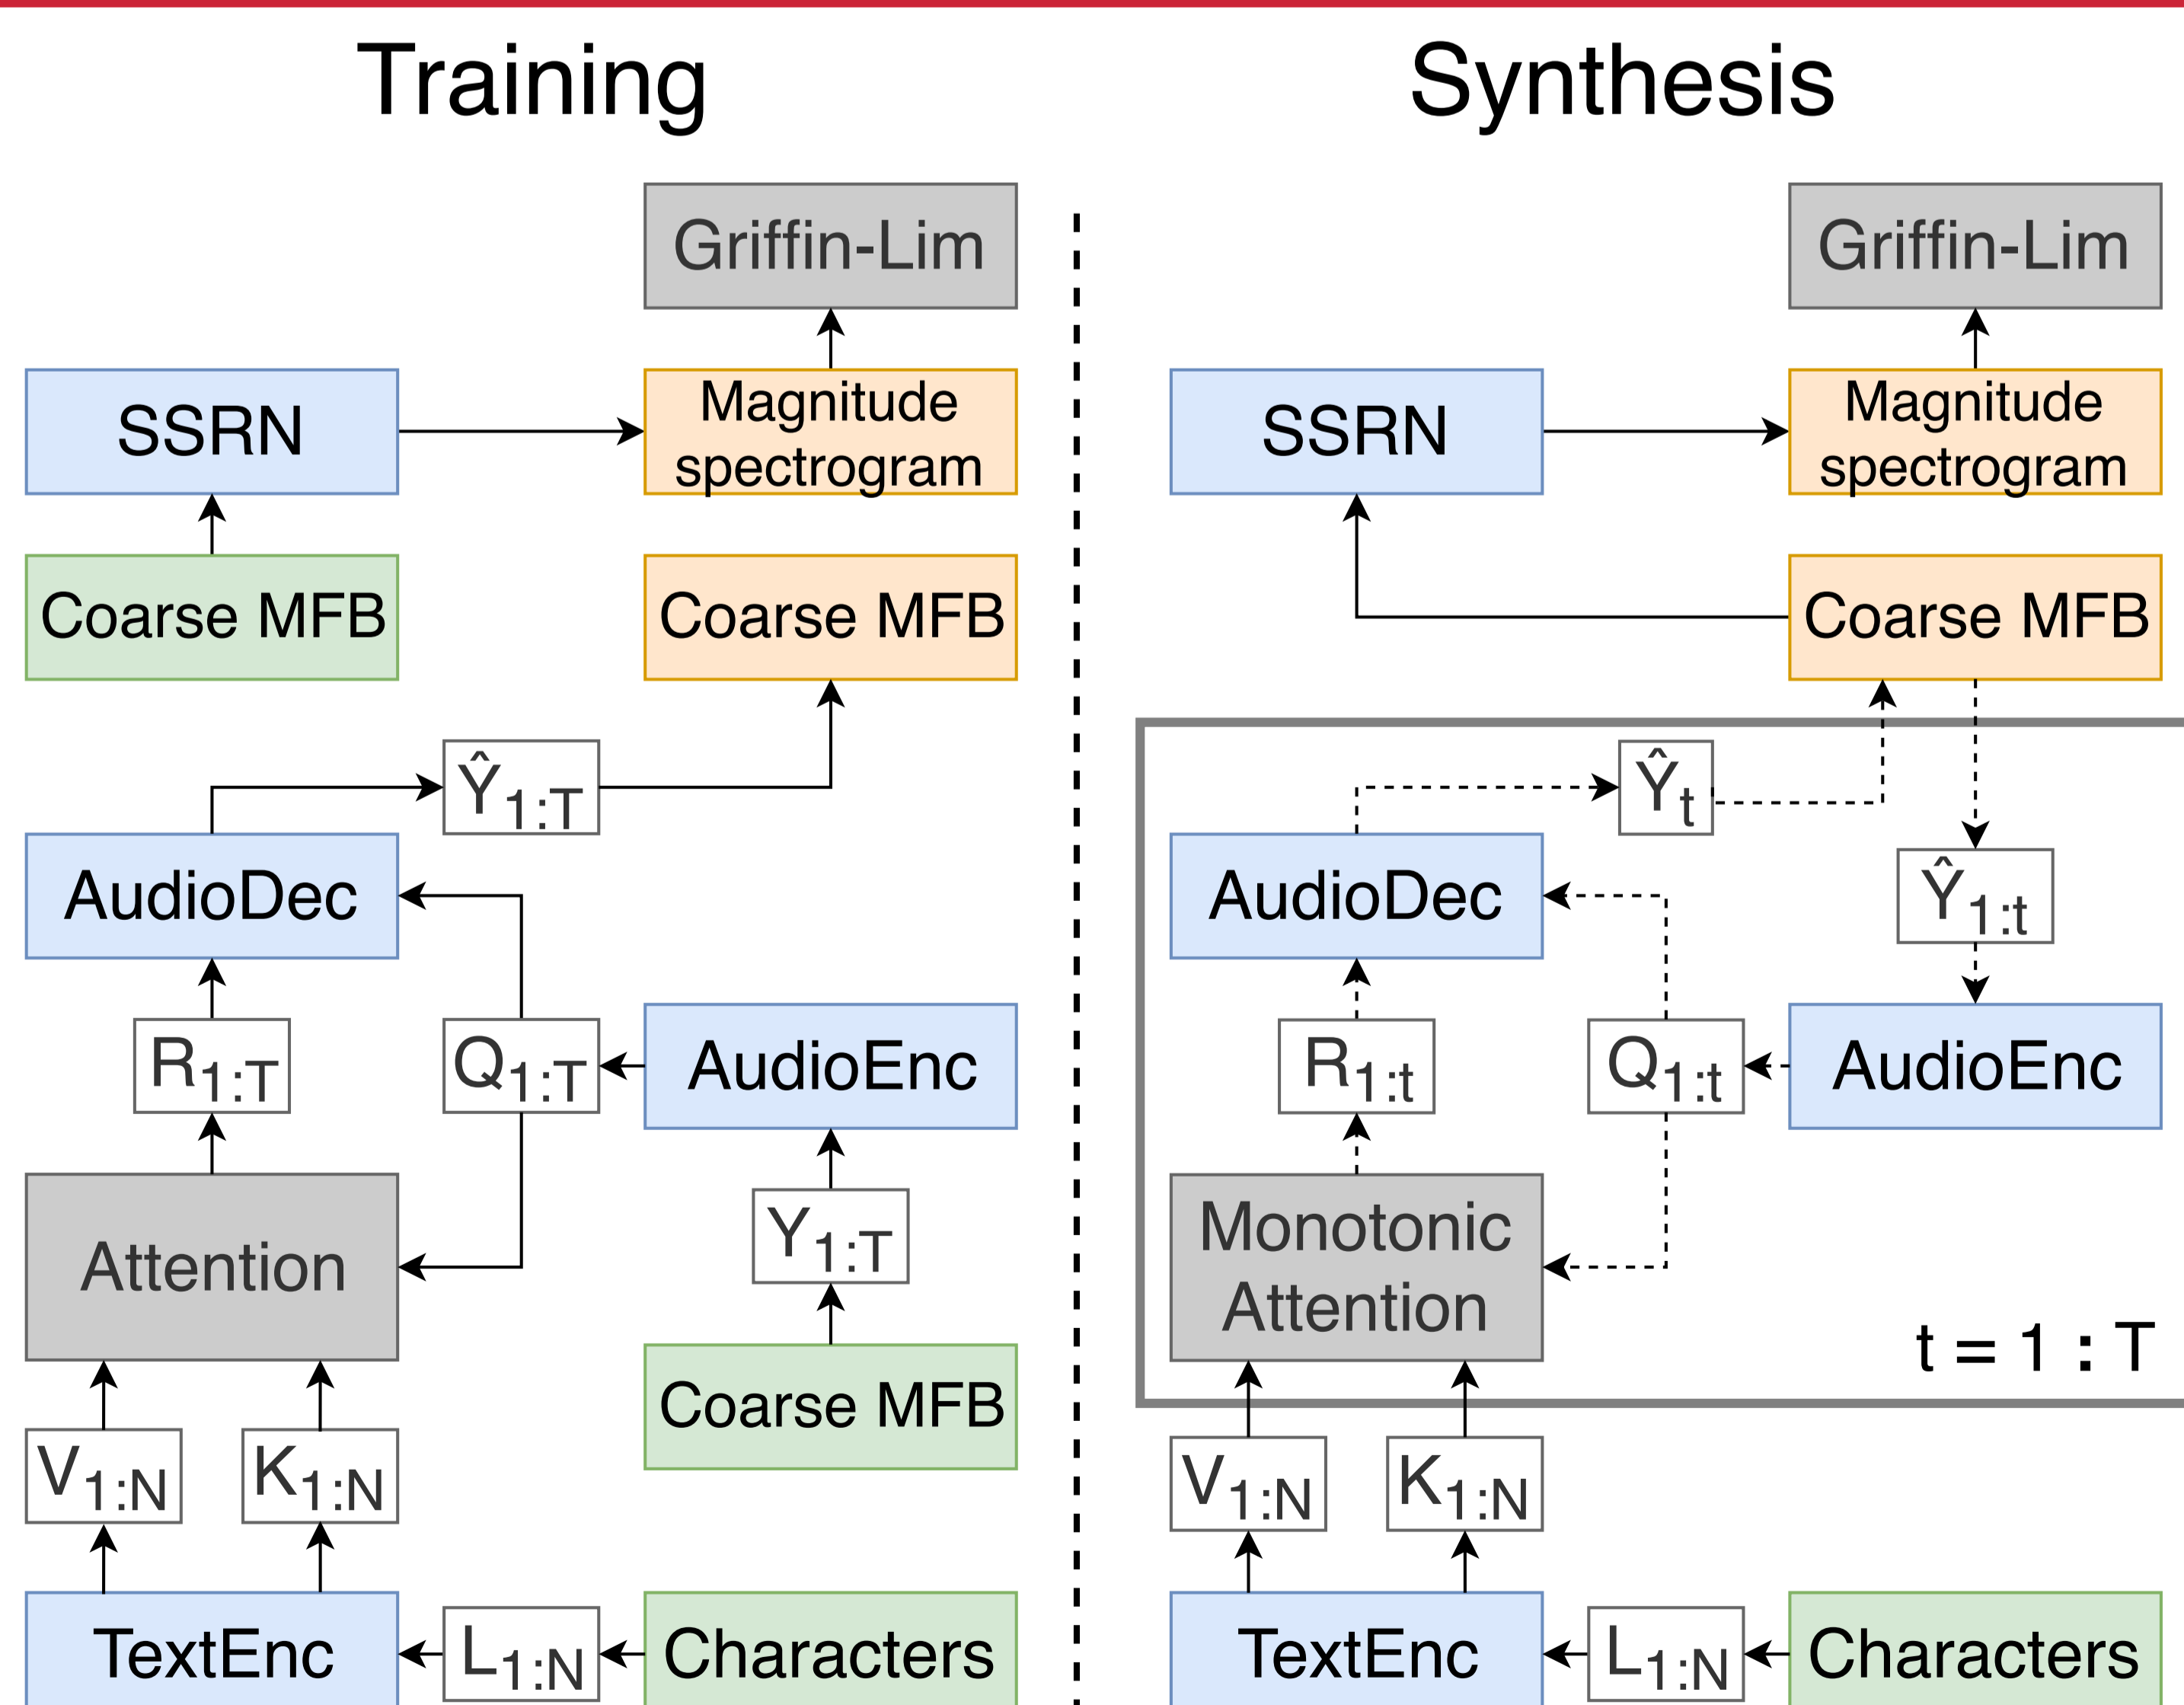 Training
Griffin-Lim
SSRN
Magnitude
spectrogram
Coarse MFB
Coarse MFB
Ŷ1:T
AudioDec
R1:T
Q1:T
AudioEnc
Attention
Y1:T
Coarse MFB
V1:N
K1:N
TextEnc
L1:N
Characters
Synthesis
Griffin-Lim
SSRN
Magnitude
spectrogram
Coarse MFB
Ŷt
AudioDec
Ŷ1:t
R1:t
Q1:t
AudioEnc
Monotonic
Attention
t = 1 : T
V1:N
K1:N
TextEnc
L1:N
Characters